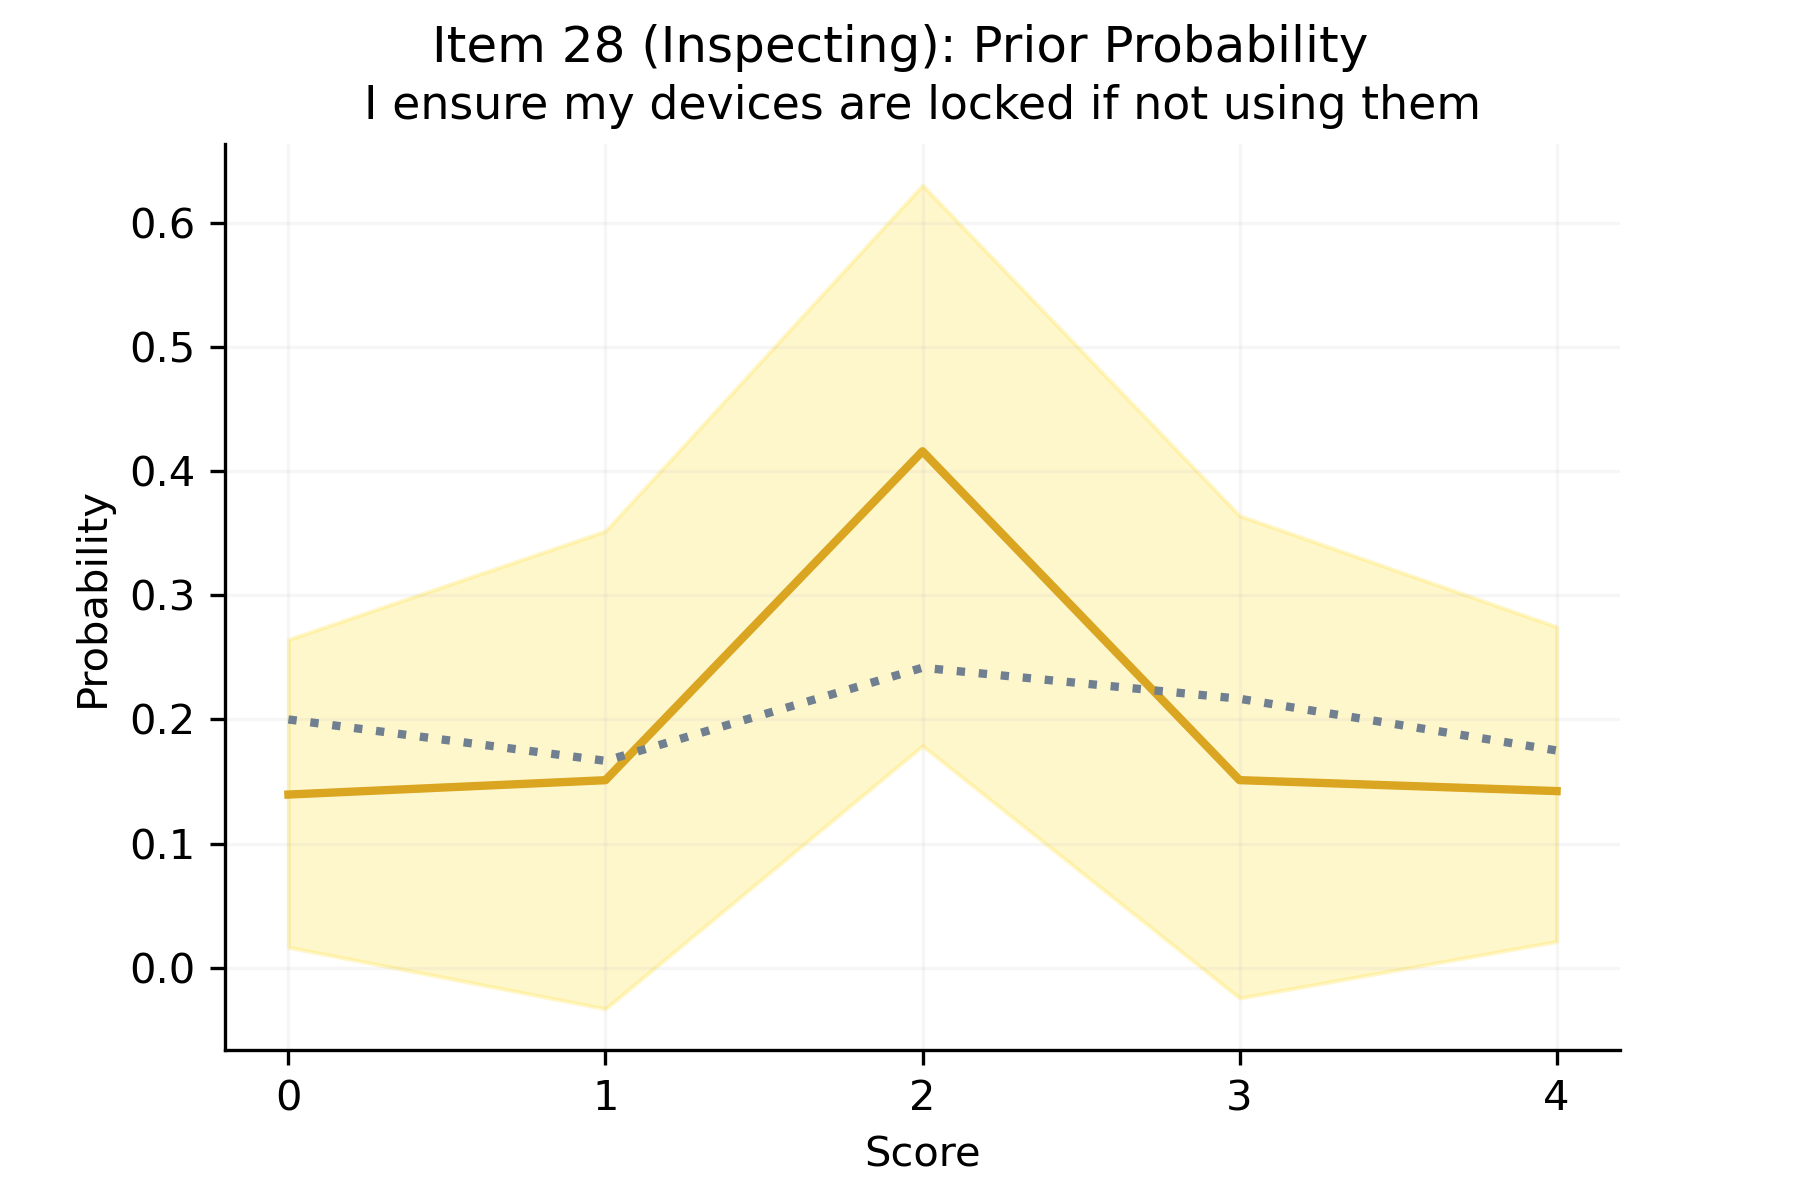 Item 28 (Inspecting): Prior Probability
I ensure my devices are locked if not using them
0.6
0.5
0.4
0.3
0.2
0.1
0.0
Probability
0 1 2 3 4
Score